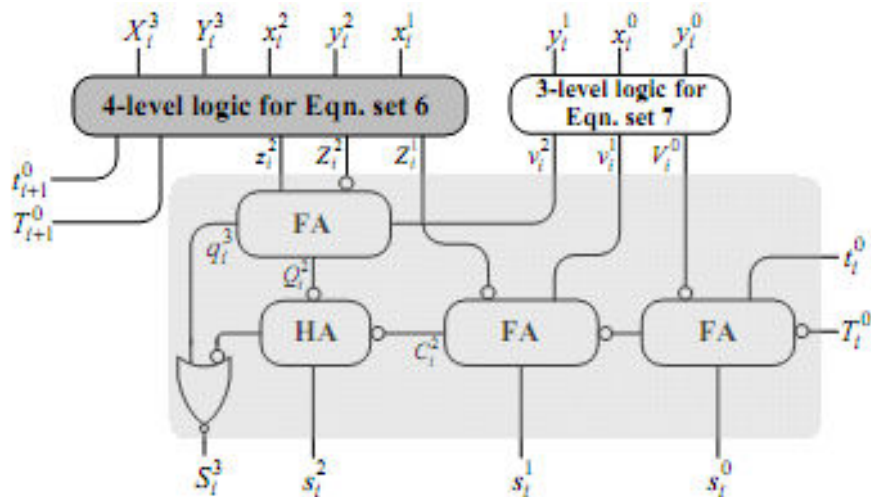 X_i^3 Y_i^3 x_i^2 y_i^2 x_i^1 y_i^1 x_i^0 y_i^0
4-level logic for Eqn. set 6
3-level logic for
Eqn. set 7
z_i^2 Z_i^2 Z_i^1 v_i^2 v_i^1 V_i^0
t_{i+1}^0
T_{i+1}^0
FA
q_i^3
Q_i^2
t_i^0
HA
FA
FA
C_i^2
T_i^0
S_i^3 s_i^2 s_i^1 s_i^0